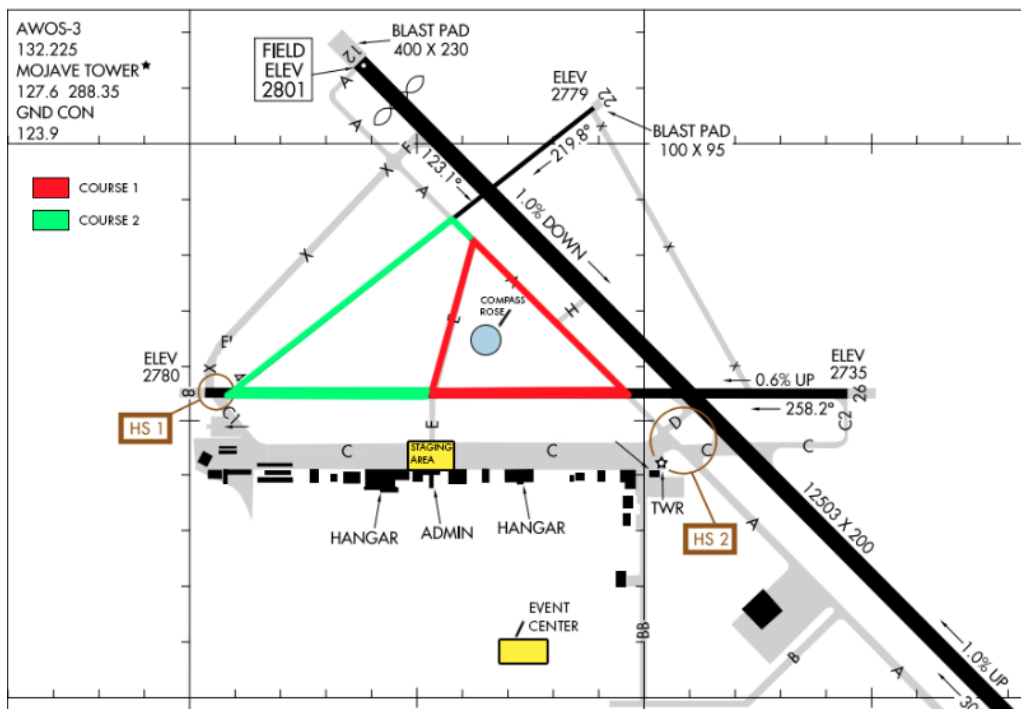 AWOS-3
132.225
MOJAVE TOWER★
127.6 288.35
GND CON
123.9
COURSE 1
COURSE 2
FIELD
ELEV
2801
12
BLAST PAD
400 X 230
ELEV
2779
22
BLAST PAD
100 X 95
A
A
F
X
A
123.1°
219.8°
1.0% DOWN
X
X
X
A
H
E
COMPASS
ROSE
E
ELEV
2780
X
A
8
HS 1
C1
X
0.6% UP
258.2°
ELEV
2735
26
C2
E
C
STAGING
AREA
C
D
C
C
HANGAR
ADMIN
HANGAR
TWR
HS 2
A
12503 X 200
EVENT
CENTER
BB
B
A
1.0% UP
30